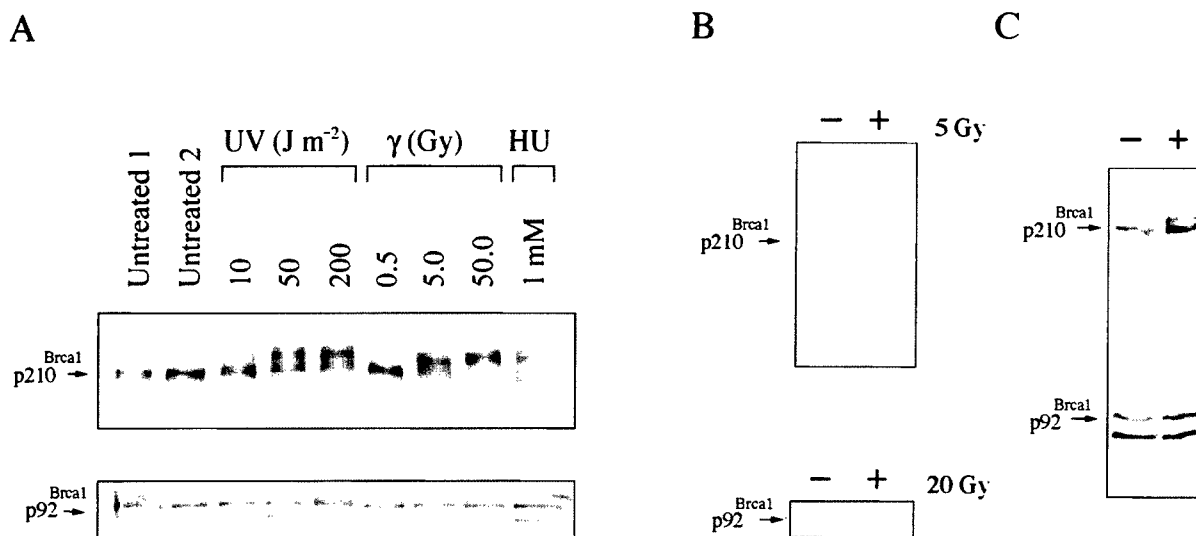 A
B
C
UV (J m⁻²)
γ (Gy)
HU
Untreated 1
Untreated 2
10
50
200
0.5
5.0
50.0
1 mM
p210 Brca1
p92 Brca1
− + 5 Gy
p210 Brca1
− + 20 Gy
p92 Brca1
− +
p210 Brca1
p92 Brca1